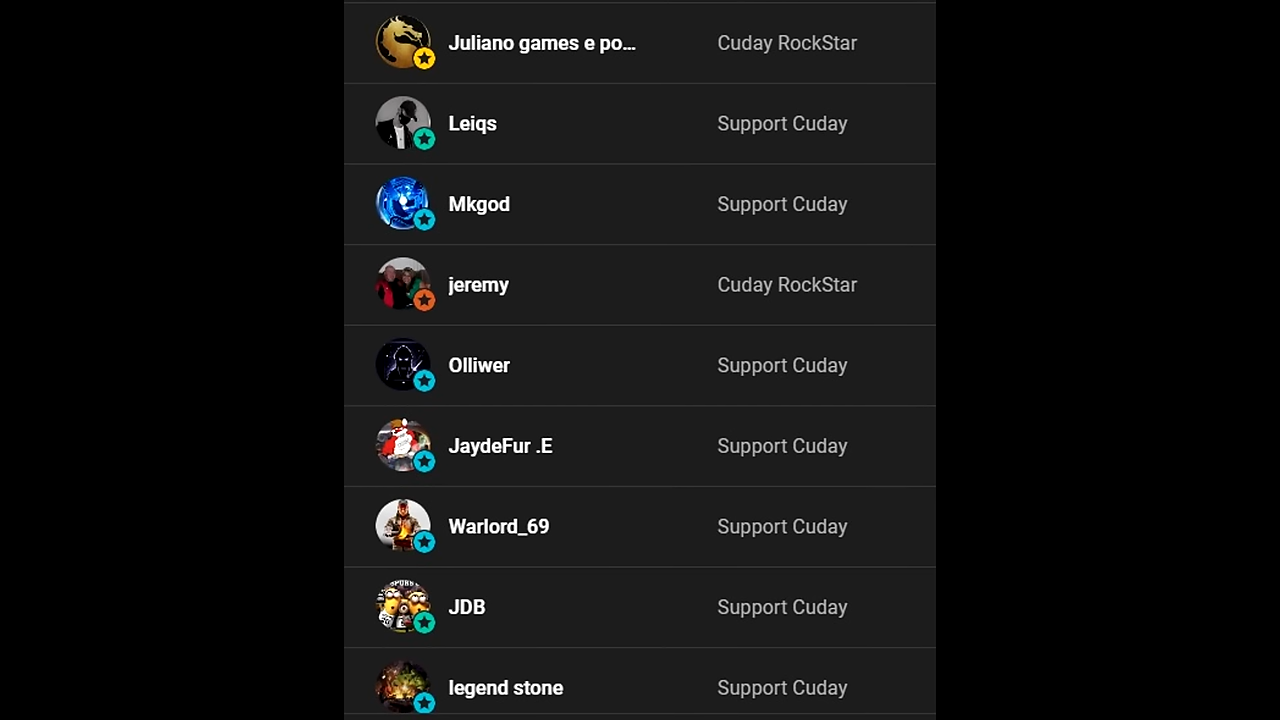 Juliano games e po... Cuday RockStar
Leiqs Support Cuday
Mkgod Support Cuday
jeremy Cuday RockStar
Olliwer Support Cuday
JaydeFur .E Support Cuday
Warlord_69 Support Cuday
JDB Support Cuday
legend stone Support Cuday